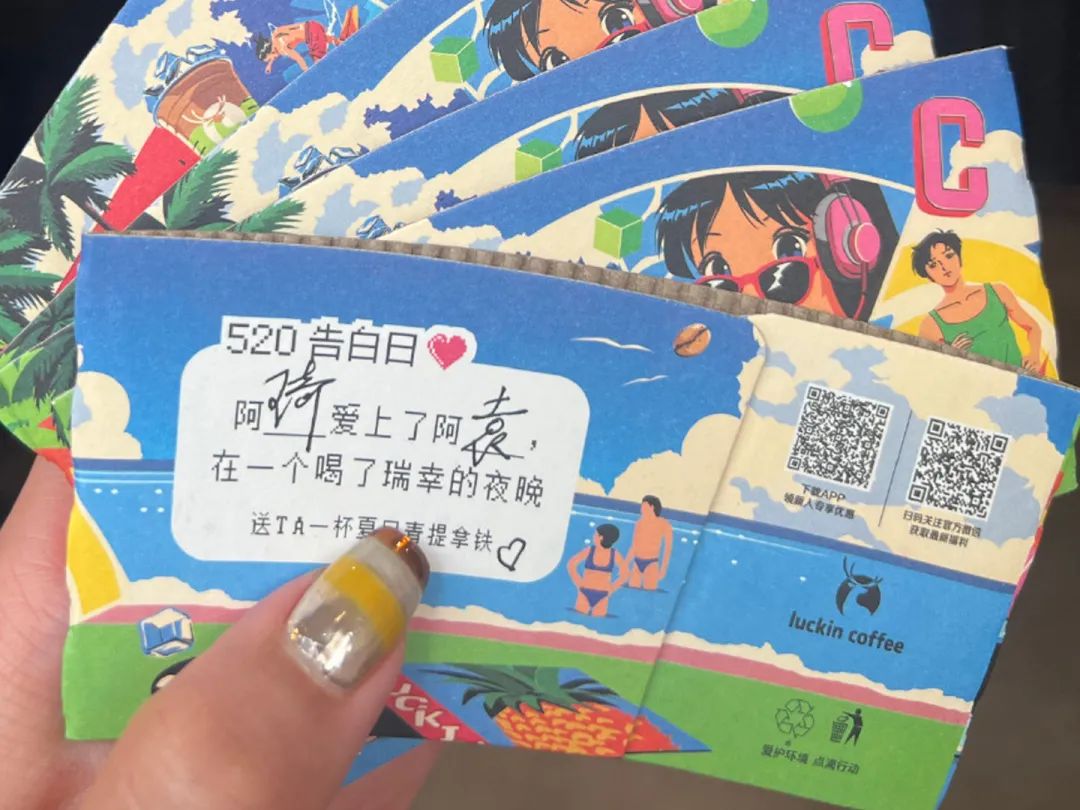 520 告白日
阿琦爱上了阿袁,
在一个喝了瑞幸的夜晚
送TA一杯夏日青提拿铁
下载APP
领新人专享优惠
扫码关注官方微信
获取最新福利
luckin coffee
爱护环境 点滴行动